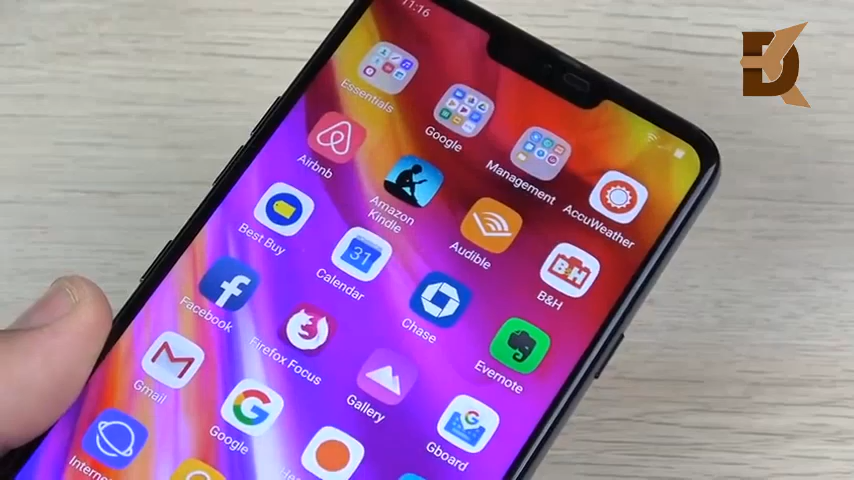 11:16
Essentials
Google
Management
AccuWeather
Airbnb
Amazon
Kindle
Audible
B&H
B&H
Best Buy
31
Calendar
Chase
Evernote
Facebook
Firefox Focus
Gallery
G
Gboard
Gmail
G
Google
Internet